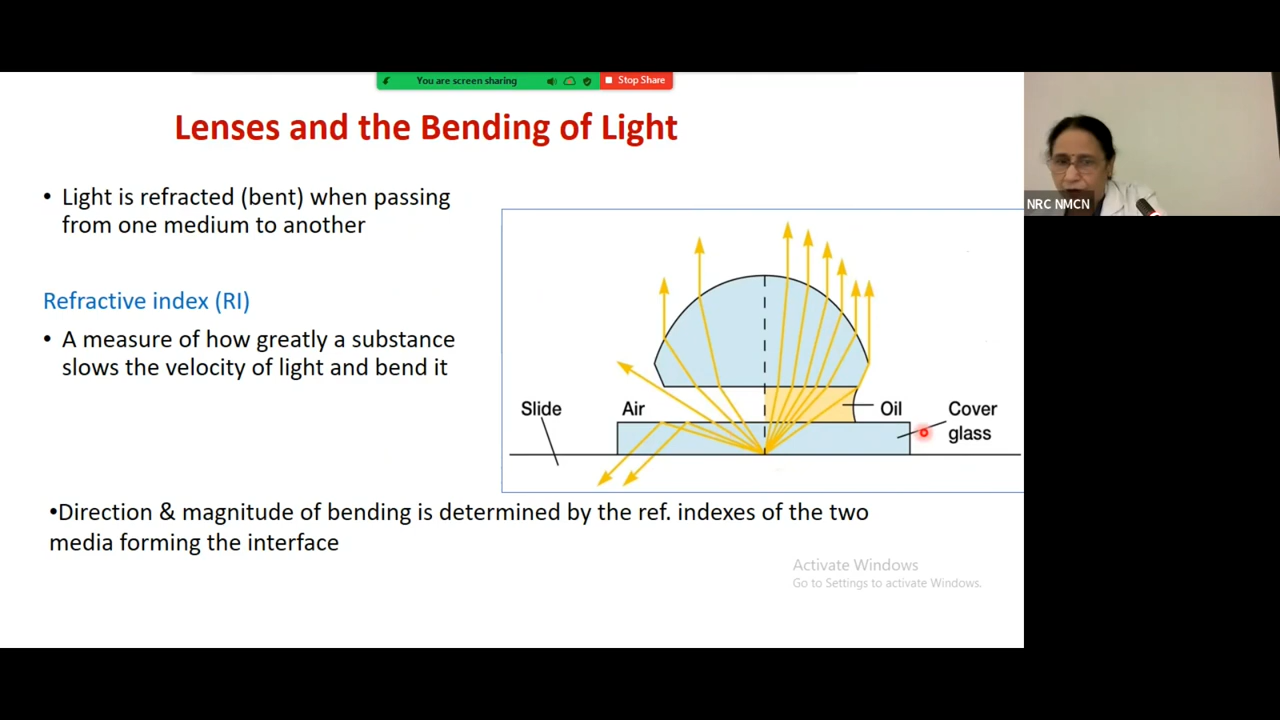 You are screen sharing
Stop Share
Lenses and the Bending of Light
• Light is refracted (bent) when passing
from one medium to another
NRC NMCN
Refractive index (RI)
• A measure of how greatly a substance
slows the velocity of light and bend it
Slide
Air
Oil
Cover
glass
•Direction & magnitude of bending is determined by the ref. indexes of the two
media forming the interface
Activate Windows
Go to Settings to activate Windows.